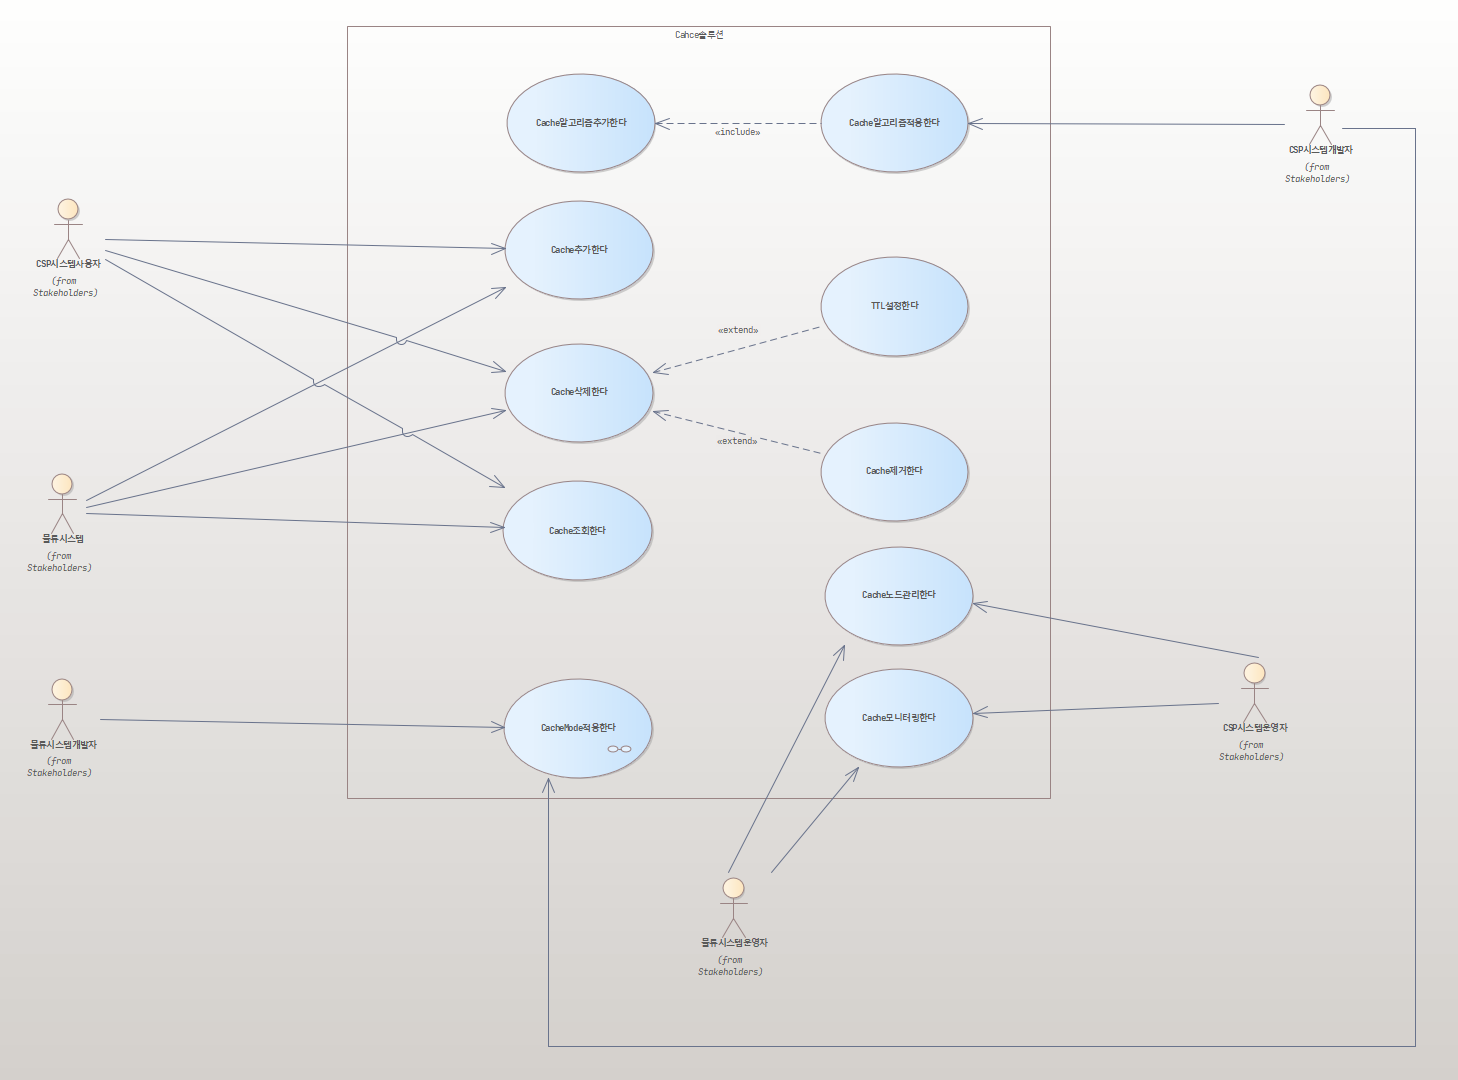 Cahce솔루션
Cache알고리즘추가한다
«include»
Cache알고리즘적용한다
CSP시스템개발자
(from
Stakeholders)
CSP시스템사용자
(from
Stakeholders)
Cache추가한다
TTL설정한다
«extend»
Cache삭제한다
«extend»
Cache제거한다
물류시스템
(from
Stakeholders)
Cache조회한다
Cache노드관리한다
물류시스템개발자
(from
Stakeholders)
CacheMode적용한다
Cache모니터링한다
CSP시스템운영자
(from
Stakeholders)
물류시스템운영자
(from
Stakeholders)